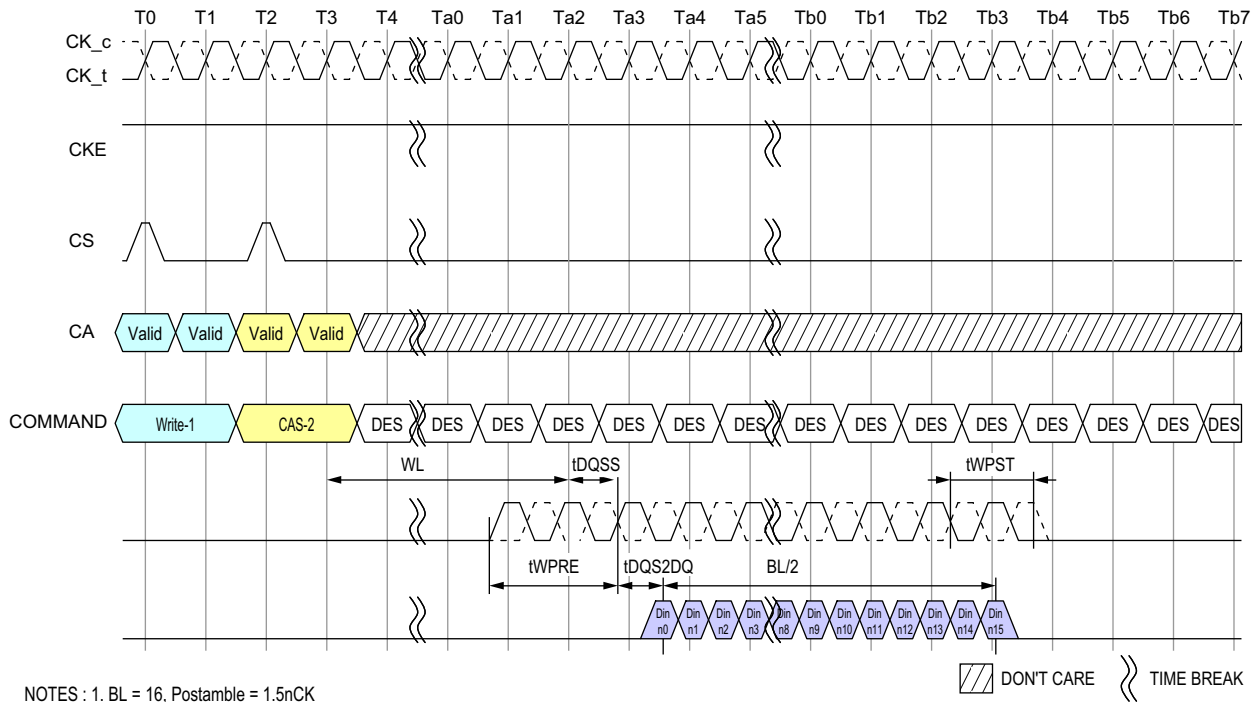 T0 T1 T2 T3 T4 Ta0 Ta1 Ta2 Ta3 Ta4 Ta5 Tb0 Tb1 Tb2 Tb3 Tb4 Tb5 Tb6 Tb7
CK_c
CK_t
CKE
CS
CA Valid Valid Valid Valid
COMMAND Write-1 CAS-2 DES DES DES DES DES DES DES DES DES DES DES DES DES DES DES
WL tDQSS tWPST
tWPRE tDQS2DQ BL/2
Din Din Din Din Din Din Din Din Din Din Din Din
n0 n1 n2 n3 n8 n9 n10 n11 n12 n13 n14 n15
DON'T CARE TIME BREAK
NOTES : 1. BL = 16, Postamble = 1.5nCK